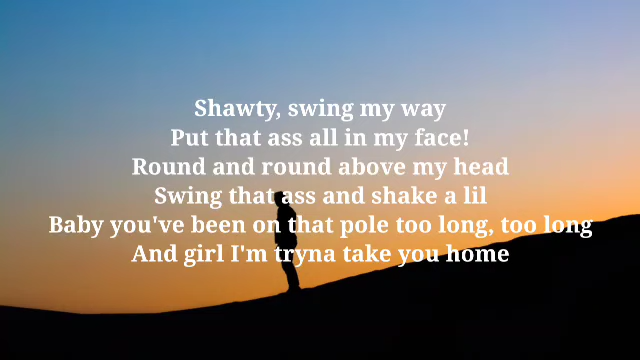 Shawty, swing my way
Put that ass all in my face!
Round and round above my head
Swing that ass and shake a lil
Baby you've been on that pole too long, too long
And girl I'm tryna take you home